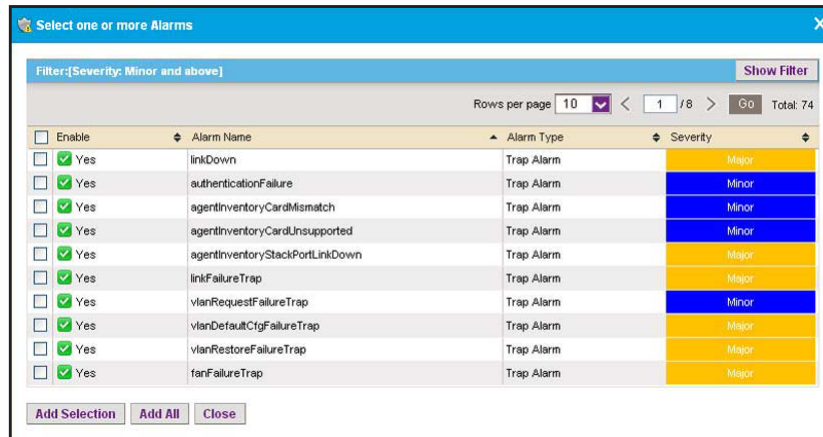 Select one or more Alarms
X
Filter:[Severity: Minor and above]
Show Filter
Rows per page 10 < 1 /8 > Go Total: 74
Enable Alarm Name Alarm Type Severity
Yes linkDown Trap Alarm Major
Yes authenticationFailure Trap Alarm Minor
Yes agentInventoryCardMismatch Trap Alarm Minor
Yes agentInventoryCardUnsupported Trap Alarm Minor
Yes agentInventoryStackPortLinkDown Trap Alarm Major
Yes linkFailureTrap Trap Alarm Major
Yes vlanRequestFailureTrap Trap Alarm Minor
Yes vlanDefaultCfgFailureTrap Trap Alarm Major
Yes vlanRestoreFailureTrap Trap Alarm Major
Yes fanFailureTrap Trap Alarm Major
Add Selection Add All Close